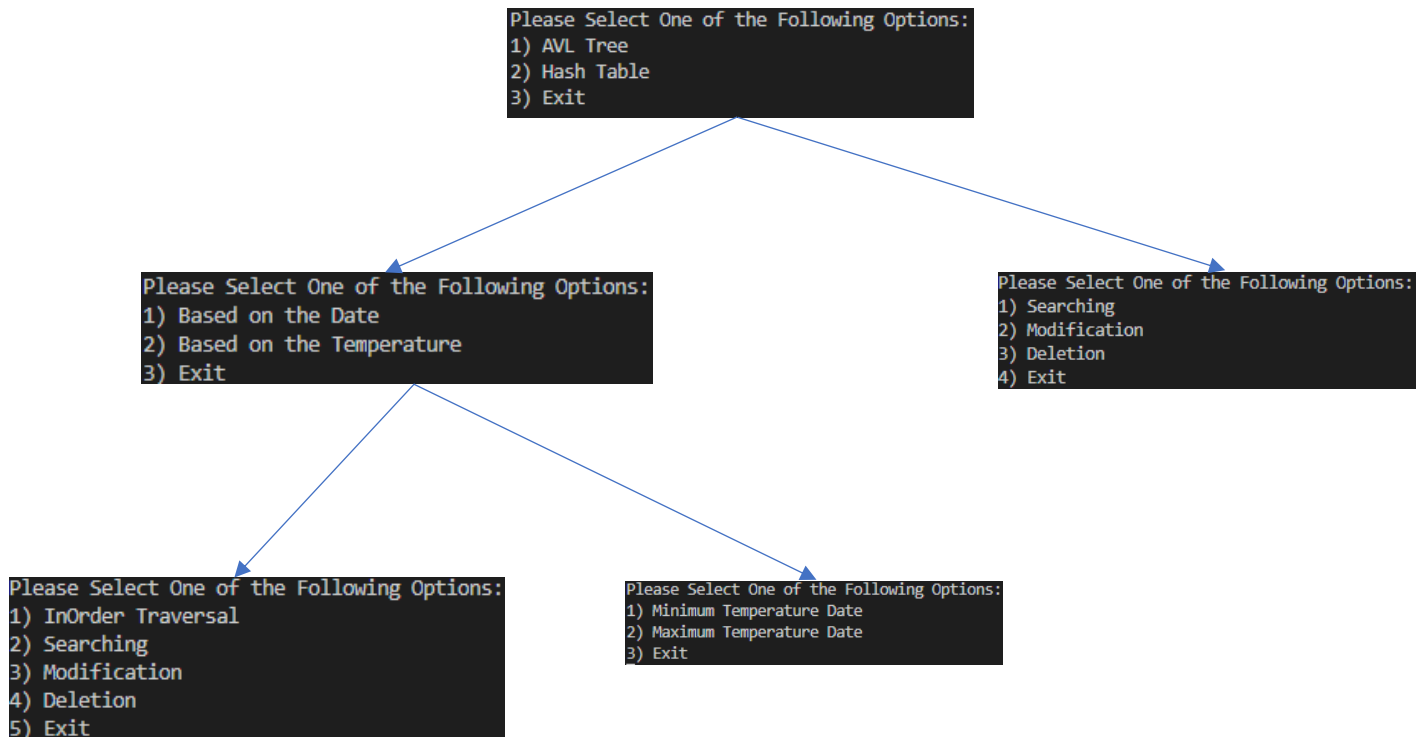 Please Select One of the Following Options:
1) AVL Tree
2) Hash Table
3) Exit
Please Select One of the Following Options:
1) Based on the Date
2) Based on the Temperature
3) Exit
Please Select One of the Following Options:
1) Searching
2) Modification
3) Deletion
4) Exit
Please Select One of the Following Options:
1) InOrder Traversal
2) Searching
3) Modification
4) Deletion
5) Exit
Please Select One of the Following Options:
1) Minimum Temperature Date
2) Maximum Temperature Date
3) Exit